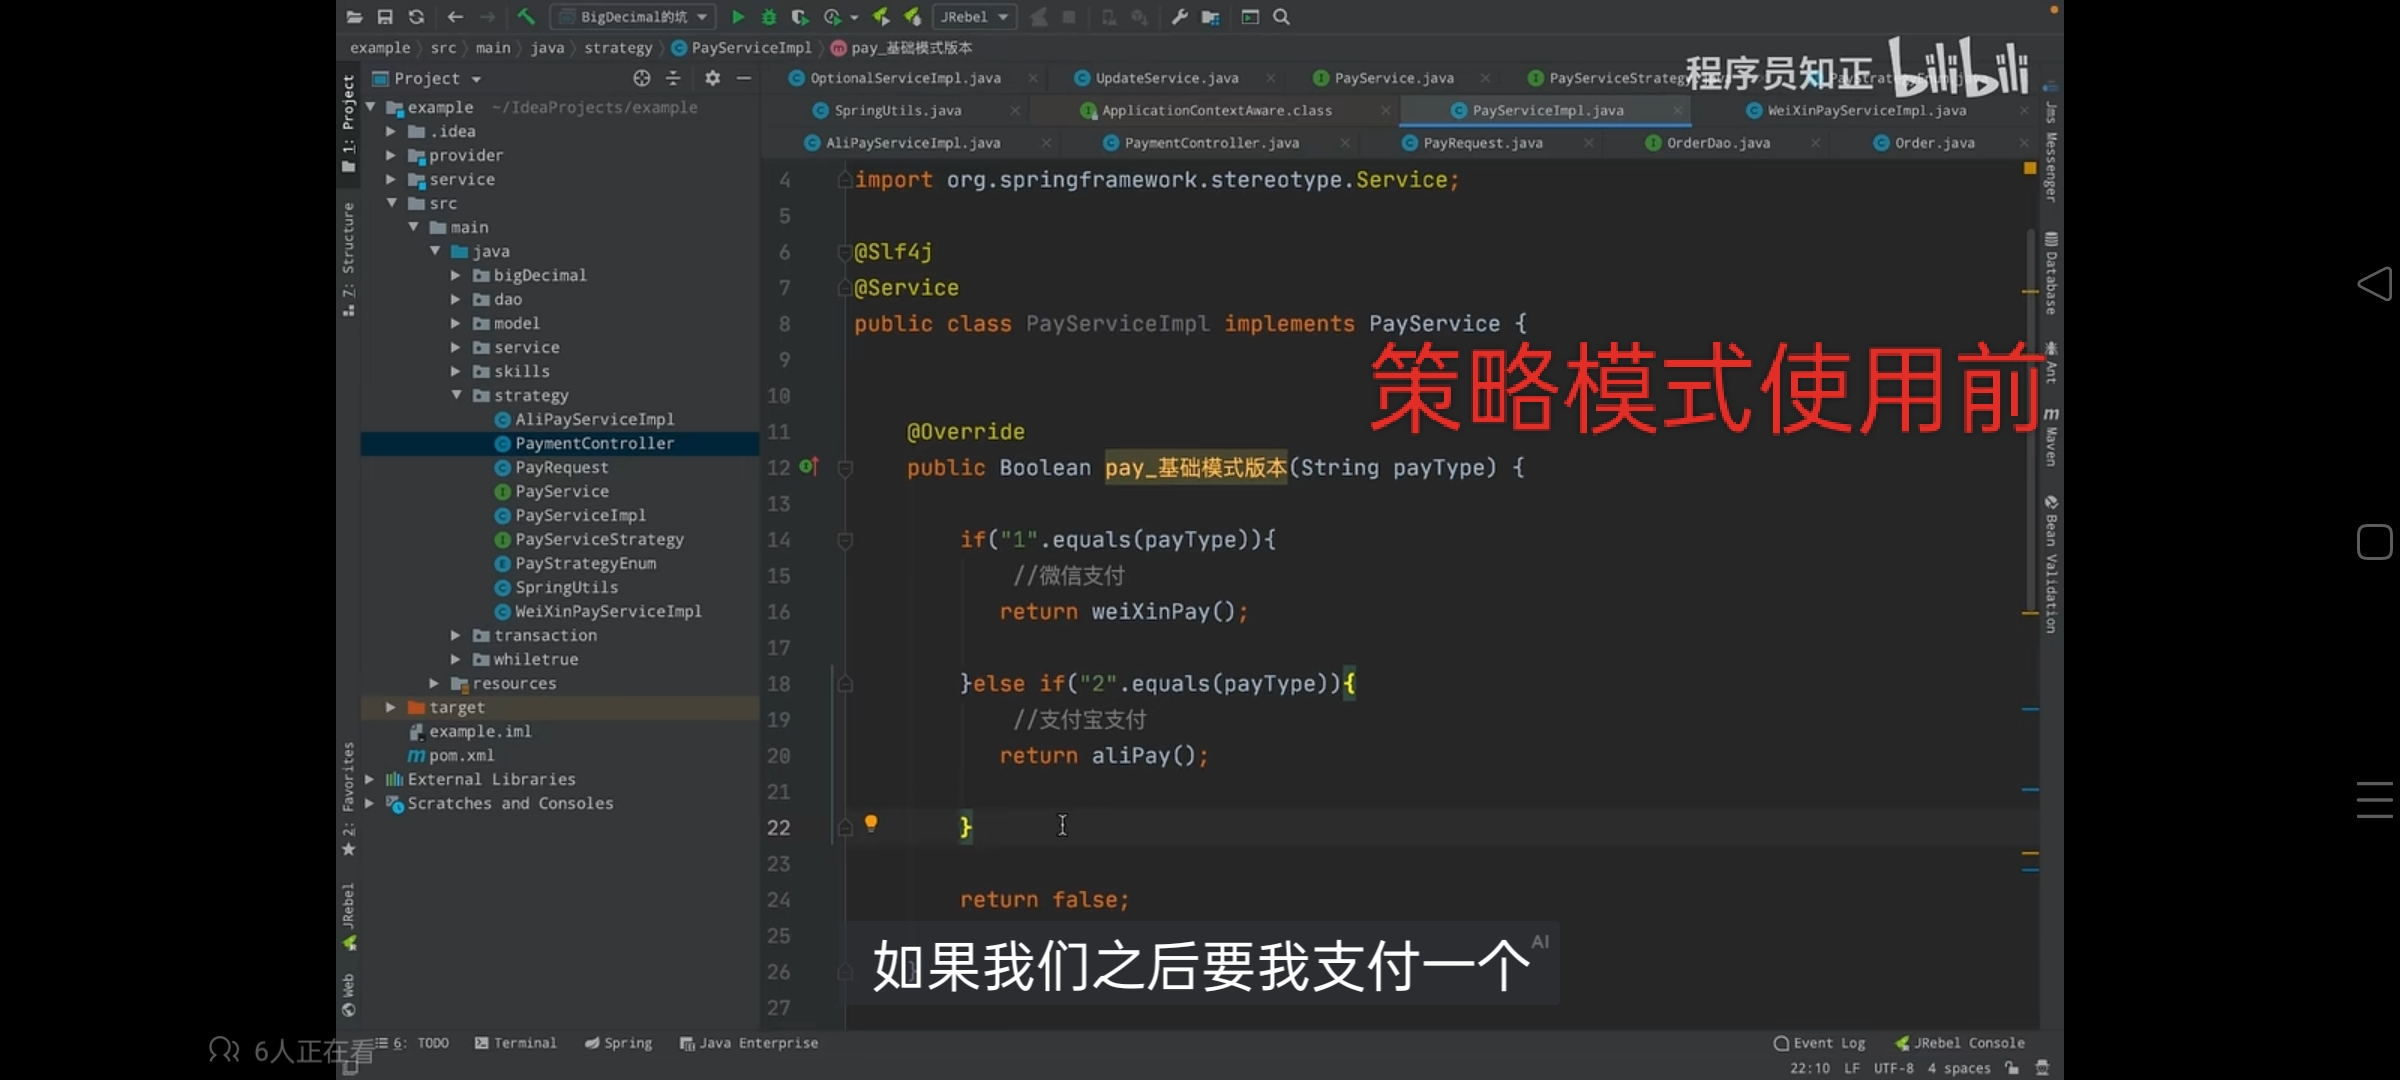 BigDecimal的坑
JRebel
example src main java strategy PayServiceImpl pay_基础模式版本
程序员知正 bilibili
Project
OptionalServiceImpl.java UpdateService.java PayService.java
SpringUtils.java ApplicationContextAware.class PayServiceImpl.java WeiXinPayServiceImpl.java
AliPayServiceImpl.java PaymentController.java PayRequest.java OrderDao.java Order.java
1: Project
7: Structure
2: Favorites
JRebel
Web
example ~/IdeaProjects/example
.idea
provider
service
src
main
java
bigDecimal
dao
model
service
skills
strategy
AliPayServiceImpl
PaymentController
PayRequest
PayService
PayServiceImpl
PayServiceStrategy
PayStrategyEnum
SpringUtils
WeiXinPayServiceImpl
transaction
whiletrue
resources
target
example.iml
pom.xml
External Libraries
Scratches and Consoles
4 import org.springframework.stereotype.Service;
5
6 @Slf4j
7 @Service
8 public class PayServiceImpl implements PayService {
9
策略模式使用前
10
11 @Override
12 public Boolean pay_基础模式版本(String payType) {
13
14 if("1".equals(payType)){
15 //微信支付
16 return weiXinPay();
17
18 }else if("2".equals(payType)){
19 //支付宝支付
20 return aliPay();
21
22 }
23
24 return false;
25
26
27
如果我们之后要我支付一个 AI
Jms Messenger
Database
Ant
Maven
Bean Validation
6人正在看
6: TODO Terminal Spring Java Enterprise Event Log JRebel Console
22:10 LF UTF-8 4 spaces